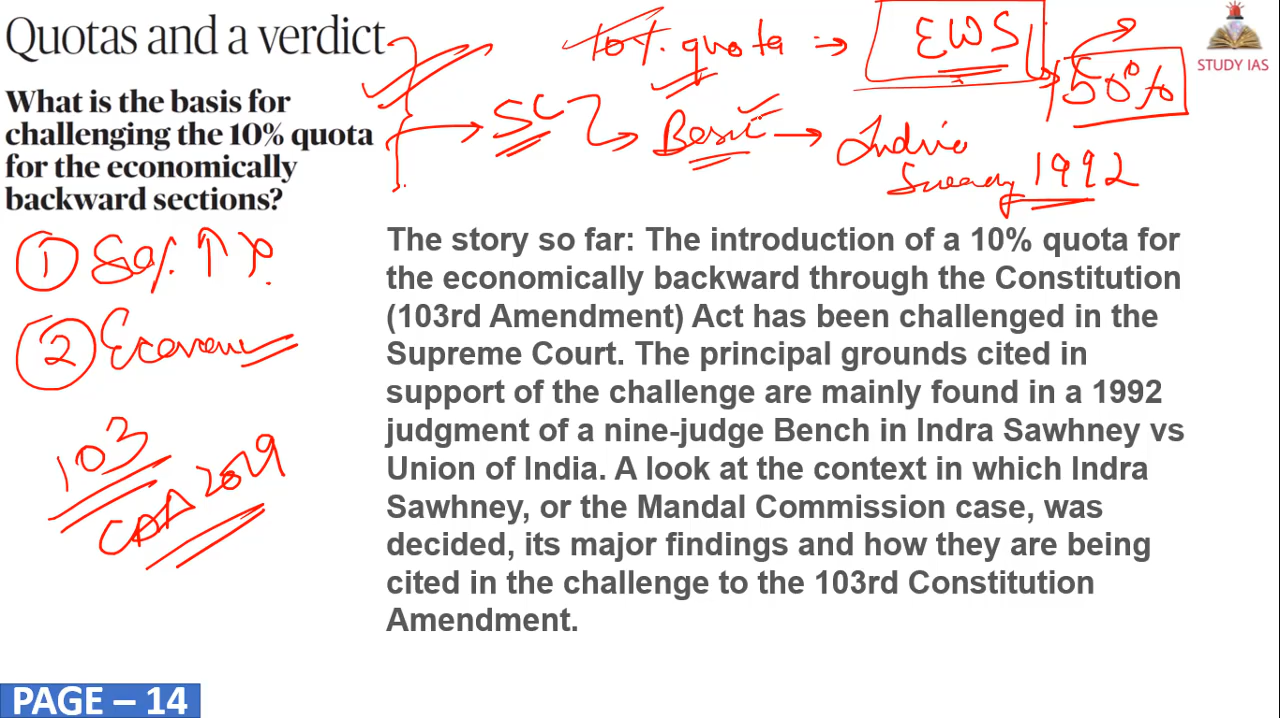 Quotas and a verdict
10% quota → EWS
50%
STUDY IAS
What is the basis for
challenging the 10% quota
for the economically
backward sections?
SC
Basic → Indira
1992
① 50% ↑
②
103
CAA 2019
The story so far: The introduction of a 10% quota for
the economically backward through the Constitution
(103rd Amendment) Act has been challenged in the
Supreme Court. The principal grounds cited in
support of the challenge are mainly found in a 1992
judgment of a nine-judge Bench in Indra Sawhney vs
Union of India. A look at the context in which Indra
Sawhney, or the Mandal Commission case, was
decided, its major findings and how they are being
cited in the challenge to the 103rd Constitution
Amendment.
PAGE – 14